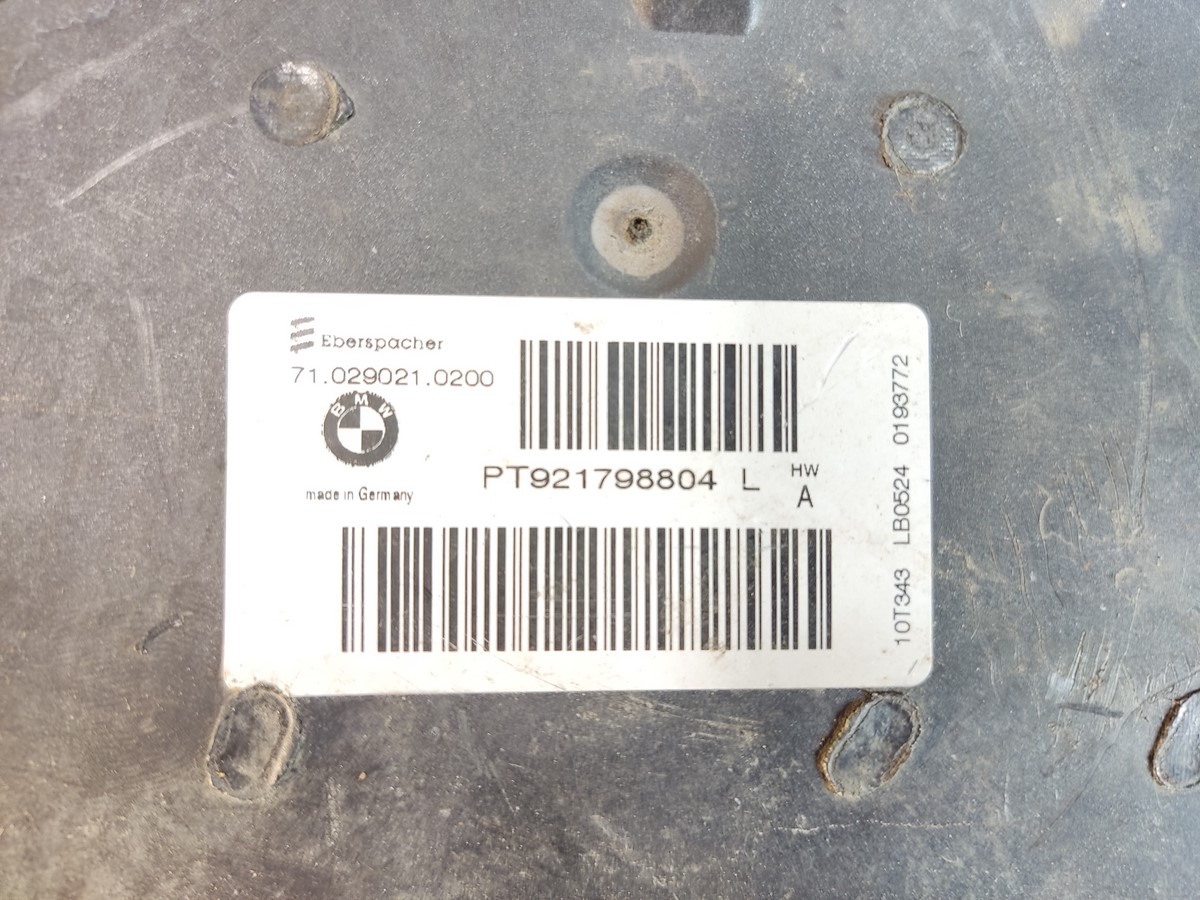 Eberspacher
71.029021.0200
BMW
made in Germany
PT921798804 L
HW
A
10T343 LB0524 0193772